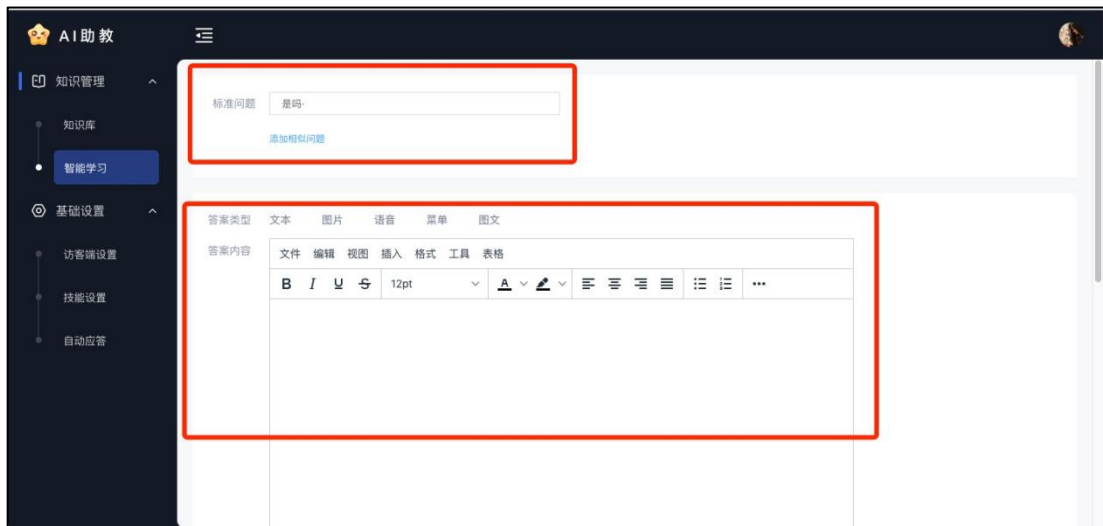 AI助教
知识管理
知识库
智能学习
基础设置
访客端设置
技能设置
自动应答
标准问题 是吗·
添加相似问题
答案类型 文本 图片 语音 菜单 图文
答案内容 文件 编辑 视图 插入 格式 工具 表格
B I U S 12pt A